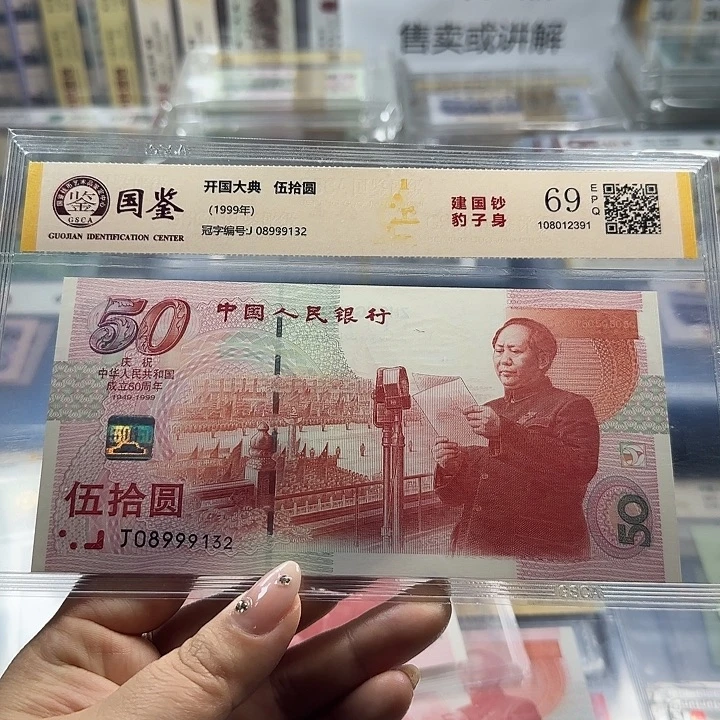 售卖或讲解
国鉴
GSCA
GUOJIAN IDENTIFICATION CENTER
开国大典 伍拾圆
(1999年)
冠字编号:J 08999132
建国钞
豹子身
69
EPQ
108012391
50
中国人民银行
庆祝
中华人民共和国
成立50周年
1949-1999
50
伍拾圆
J08999132
50
GSCA